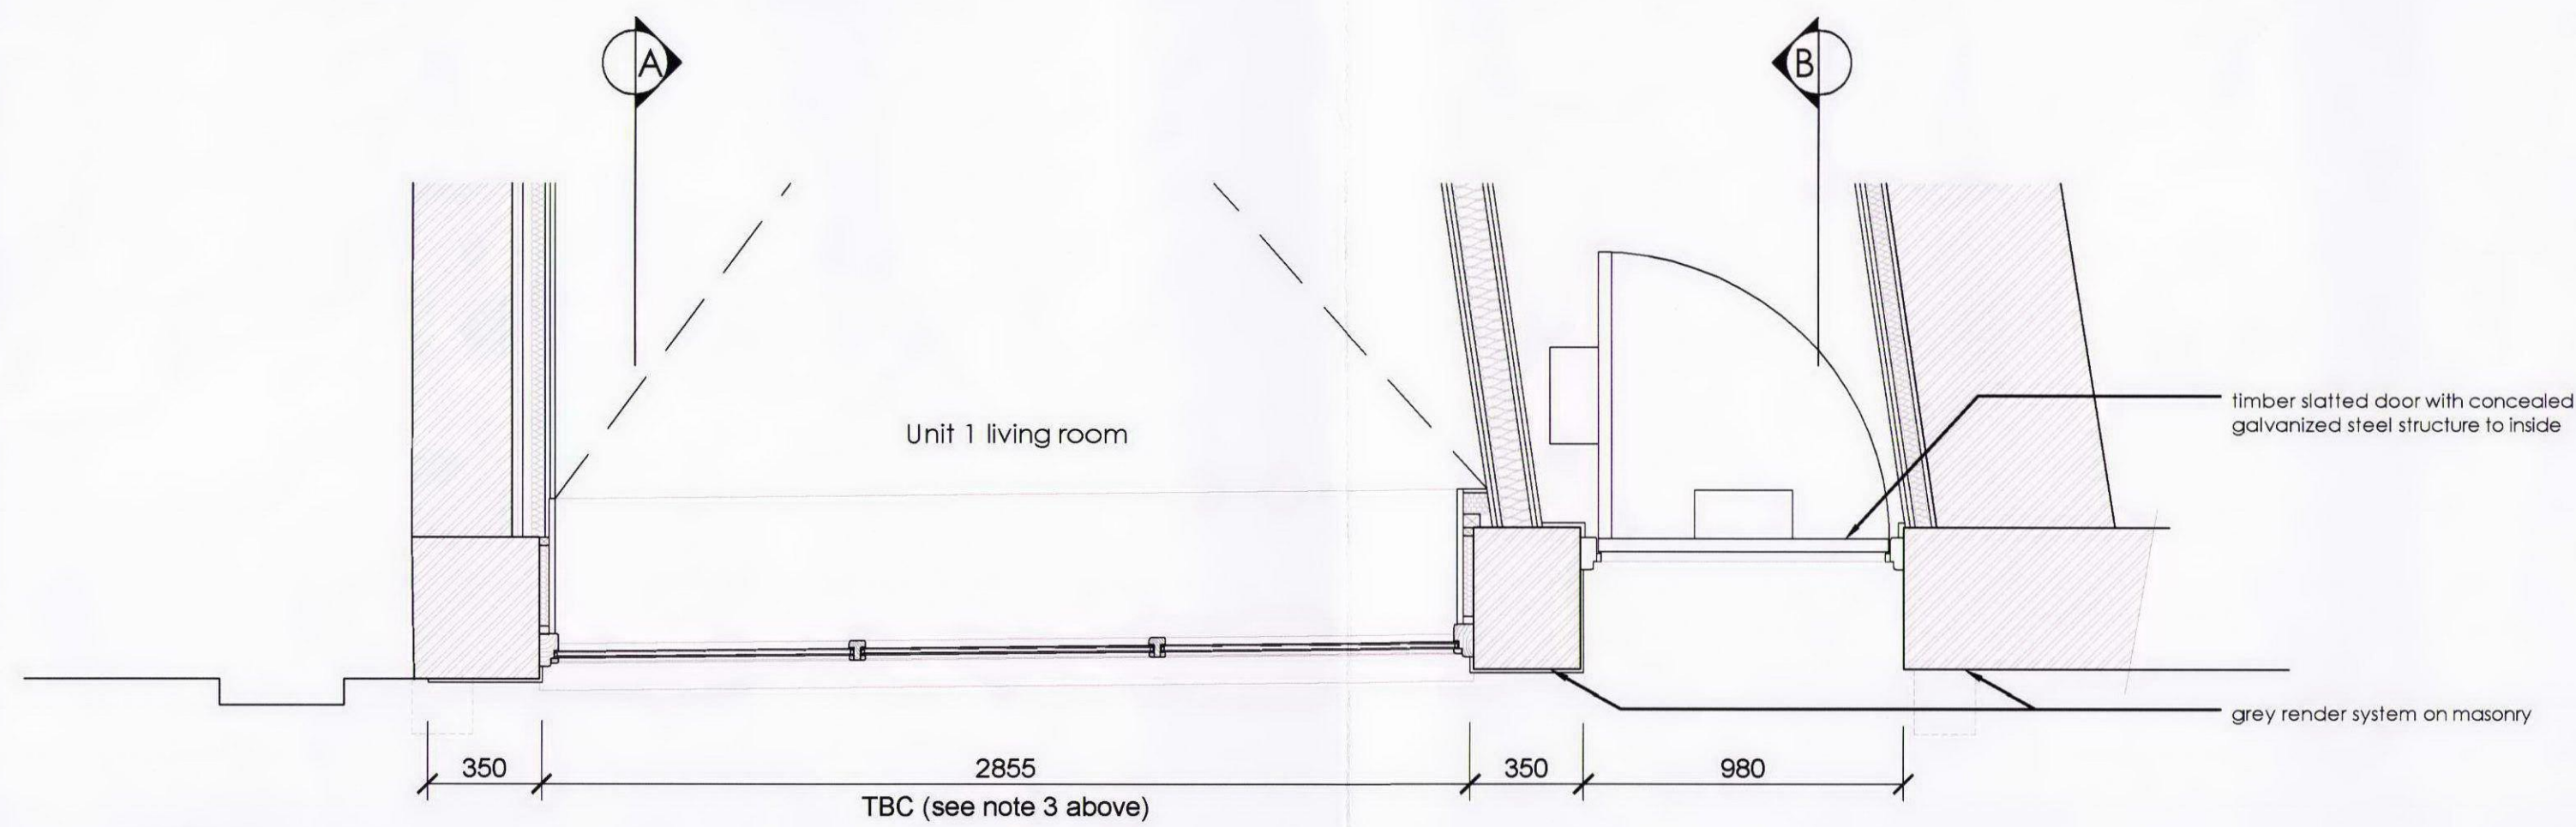 A
B
Unit 1 living room
timber slatted door with concealed
galvanized steel structure to inside
grey render system on masonry
350
2855
350
980
TBC (see note 3 above)